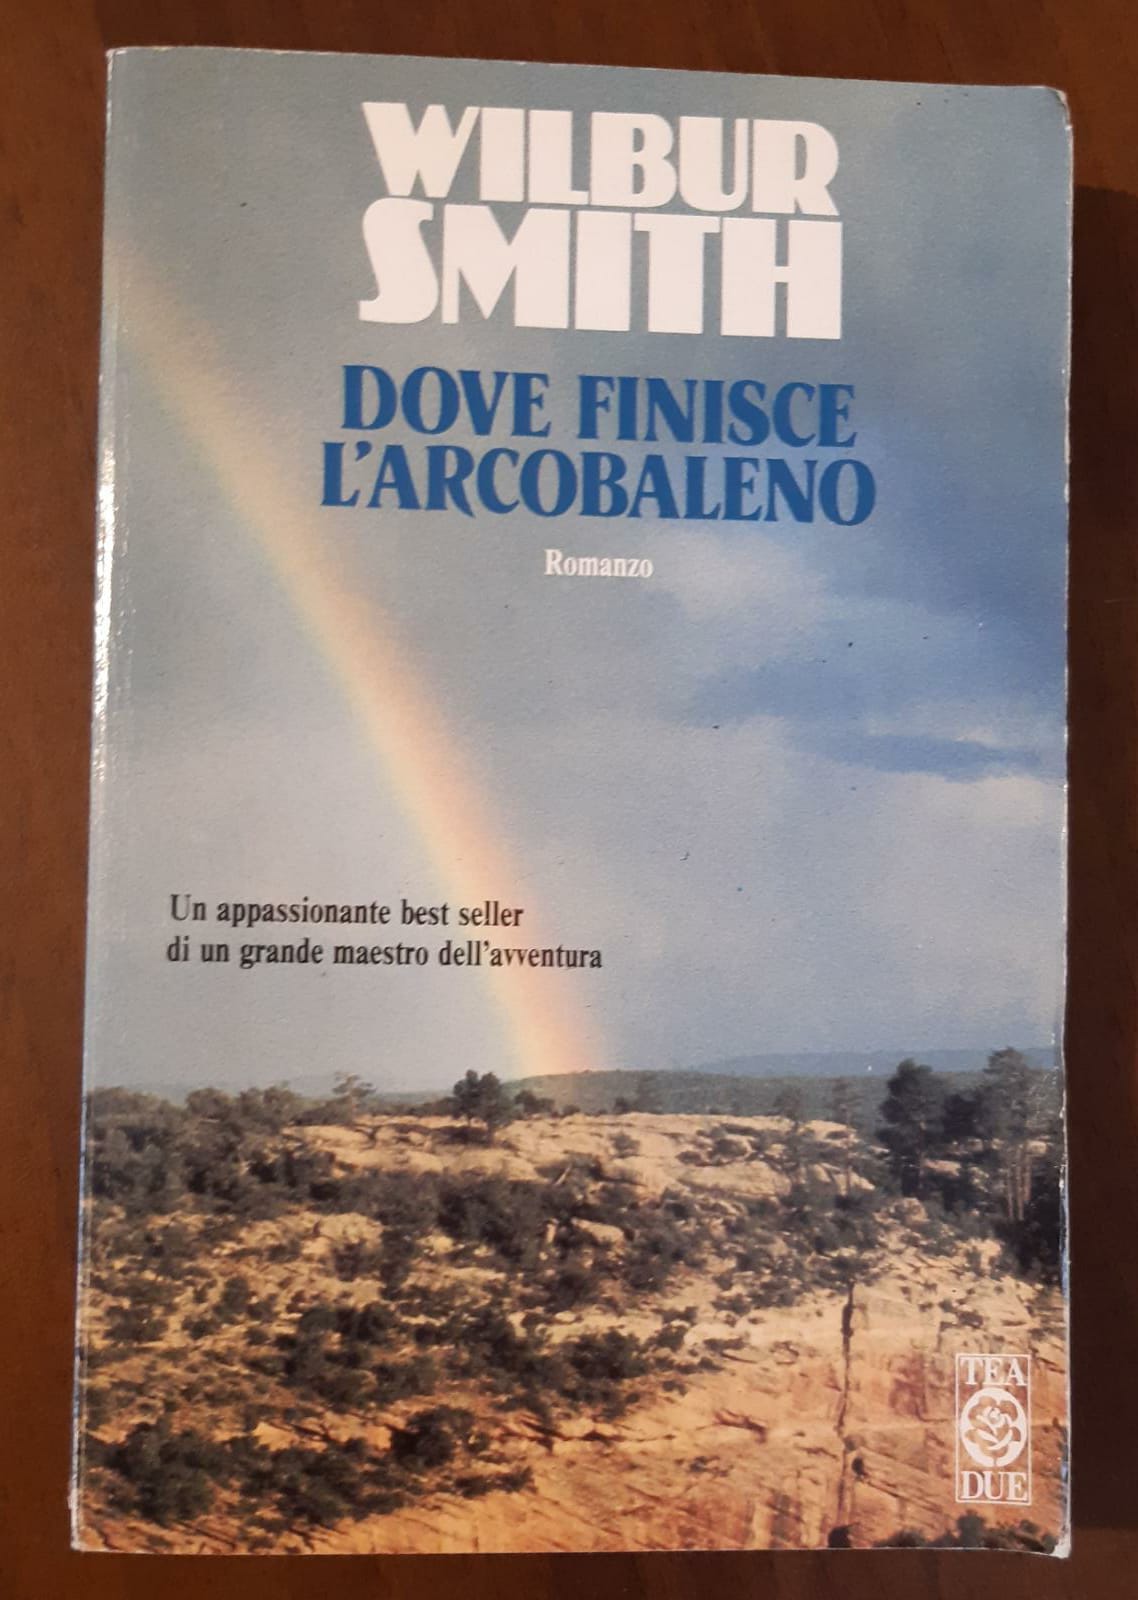 WILBUR
SMITH
DOVE FINISCE
L'ARCOBALENO
Romanzo
Un appassionante best seller
di un grande maestro dell'avventura
TEA
DUE